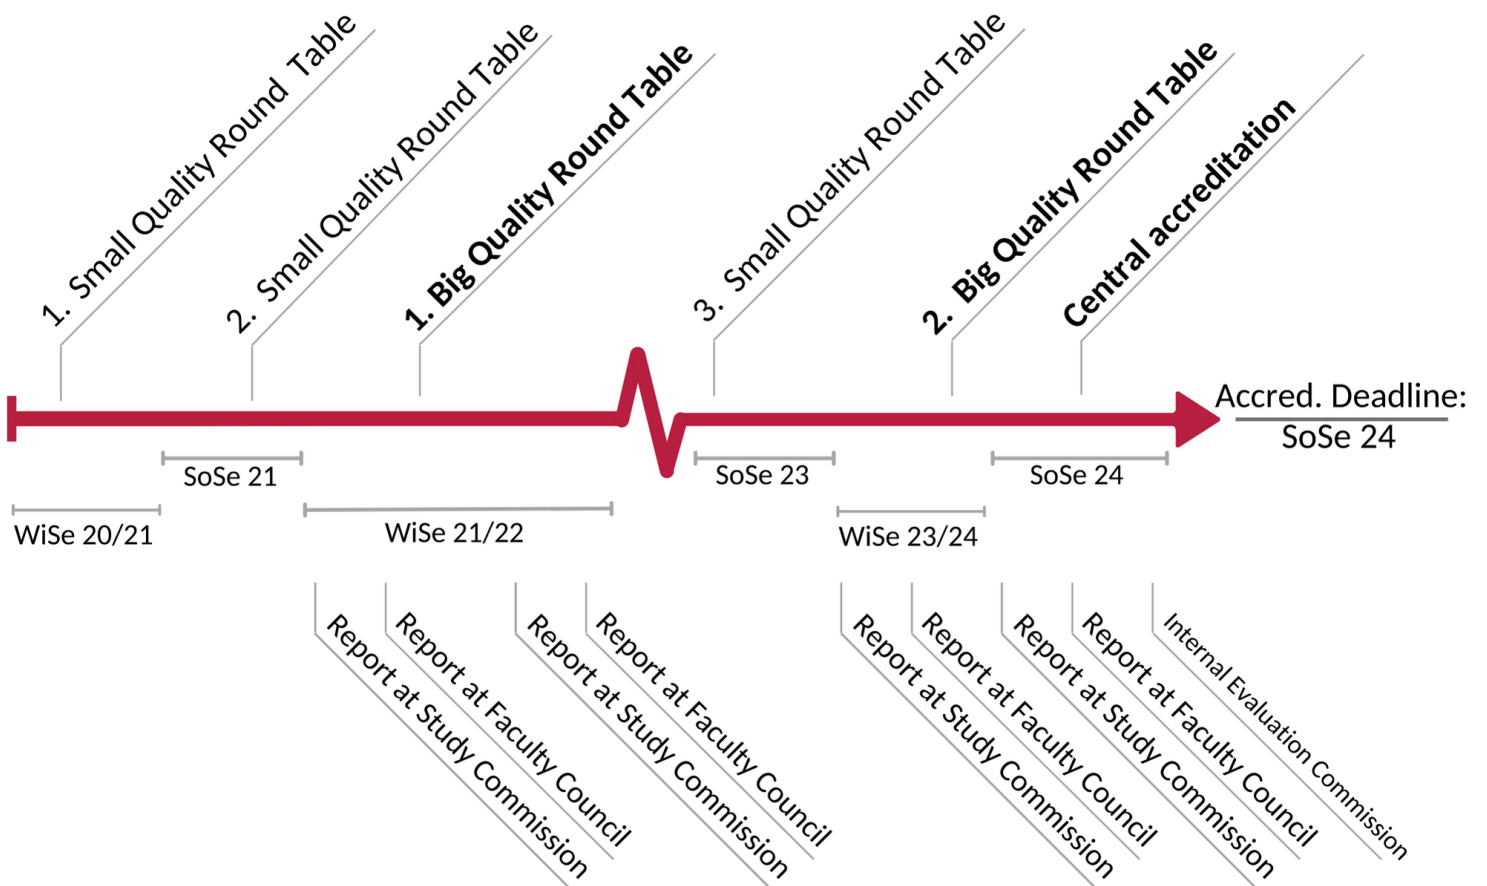 1. Small Quality Round Table
2. Small Quality Round Table
1. Big Quality Round Table
3. Small Quality Round Table
2. Big Quality Round Table
Central accreditation
Accred. Deadline:
SoSe 24
SoSe 21
SoSe 23
SoSe 24
WiSe 20/21
WiSe 21/22
WiSe 23/24
Report at Study Commission
Report at Faculty Council
Report at Study Commission
Report at Faculty Council
Report at Study Commission
Report at Faculty Council
Report at Study Commission
Report at Faculty Council
Internal Evaluation Commission